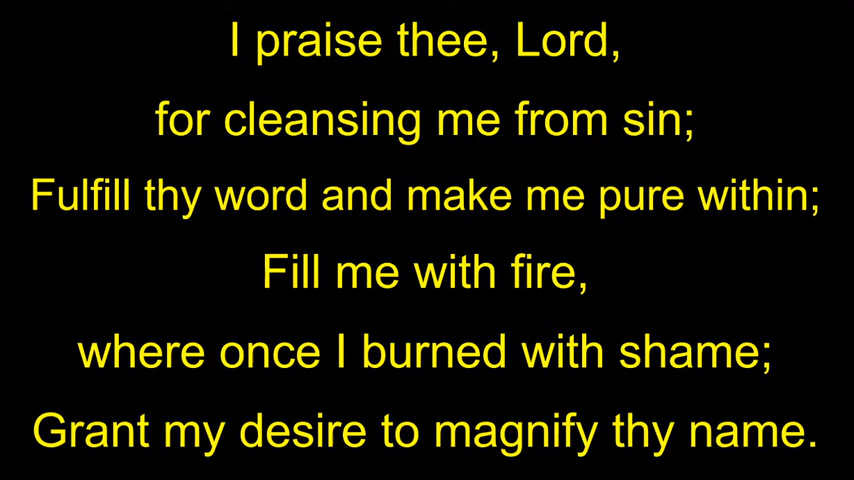 I praise thee, Lord,
for cleansing me from sin;
Fulfill thy word and make me pure within;
Fill me with fire,
where once I burned with shame;
Grant my desire to magnify thy name.